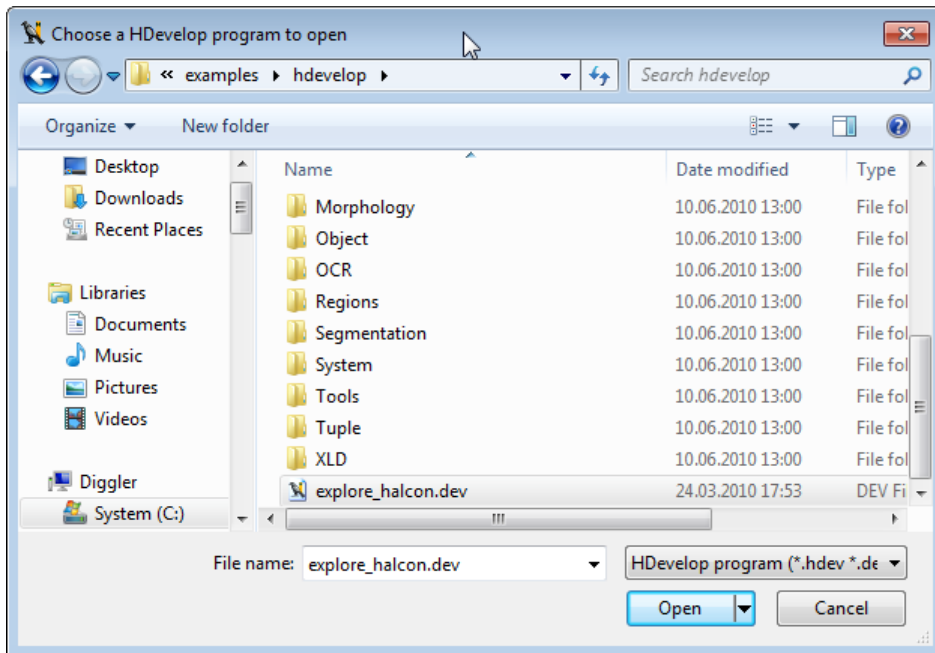 Choose a HDevelop program to open
« examples ▸ hdevelop ▸
Search hdevelop
Organize ▾ New folder
Name Date modified Type
Desktop
Downloads
Recent Places
Libraries
Documents
Music
Pictures
Videos
Diggler
System (C:)
Morphology 10.06.2010 13:00 File fol
Object 10.06.2010 13:00 File fol
OCR 10.06.2010 13:00 File fol
Regions 10.06.2010 13:00 File fol
Segmentation 10.06.2010 13:00 File fol
System 10.06.2010 13:00 File fol
Tools 10.06.2010 13:00 File fol
Tuple 10.06.2010 13:00 File fol
XLD 10.06.2010 13:00 File fol
explore_halcon.dev 24.03.2010 17:53 DEV Fi
File name: explore_halcon.dev HDevelop program (*.hdev *.de
Open Cancel